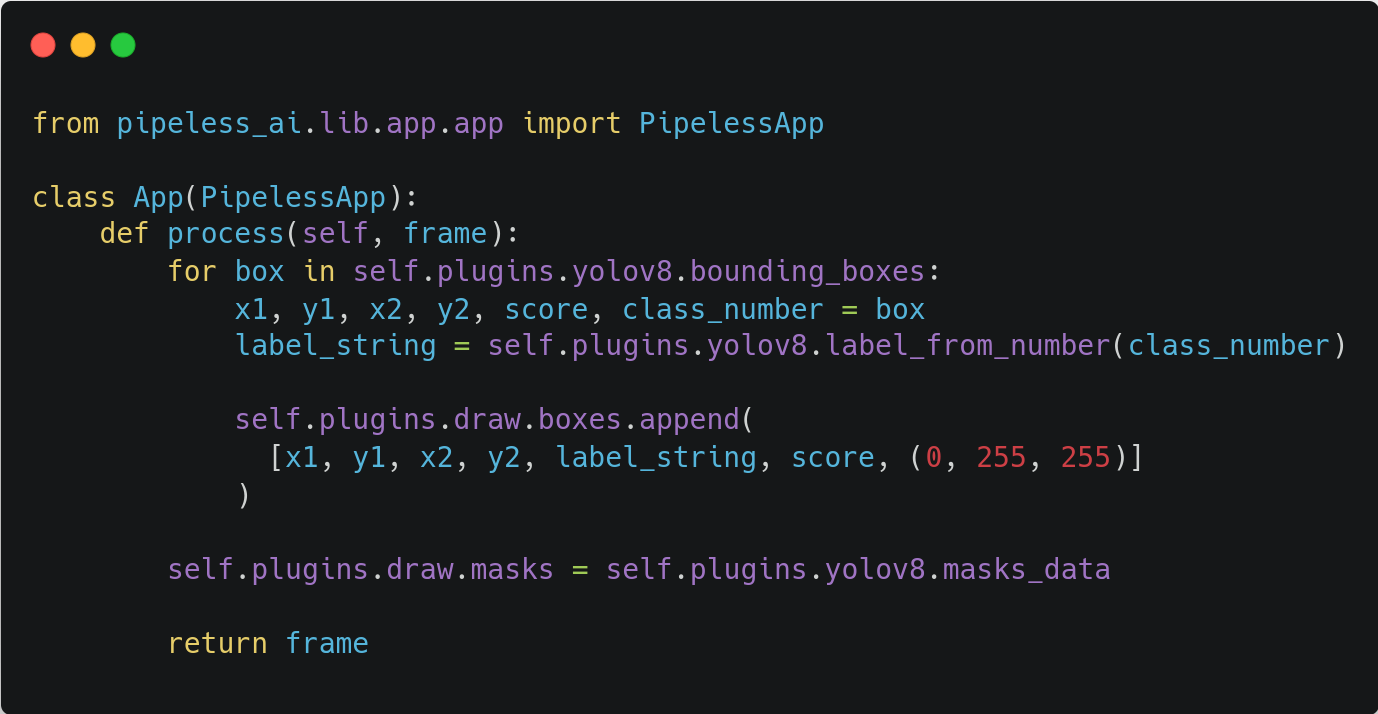 from pipeless_ai.lib.app.app import PipelessApp

class App(PipelessApp):
    def process(self, frame):
        for box in self.plugins.yolov8.bounding_boxes:
            x1, y1, x2, y2, score, class_number = box
            label_string = self.plugins.yolov8.label_from_number(class_number)

            self.plugins.draw.boxes.append(
              [x1, y1, x2, y2, label_string, score, (0, 255, 255)]
            )

        self.plugins.draw.masks = self.plugins.yolov8.masks_data

        return frame